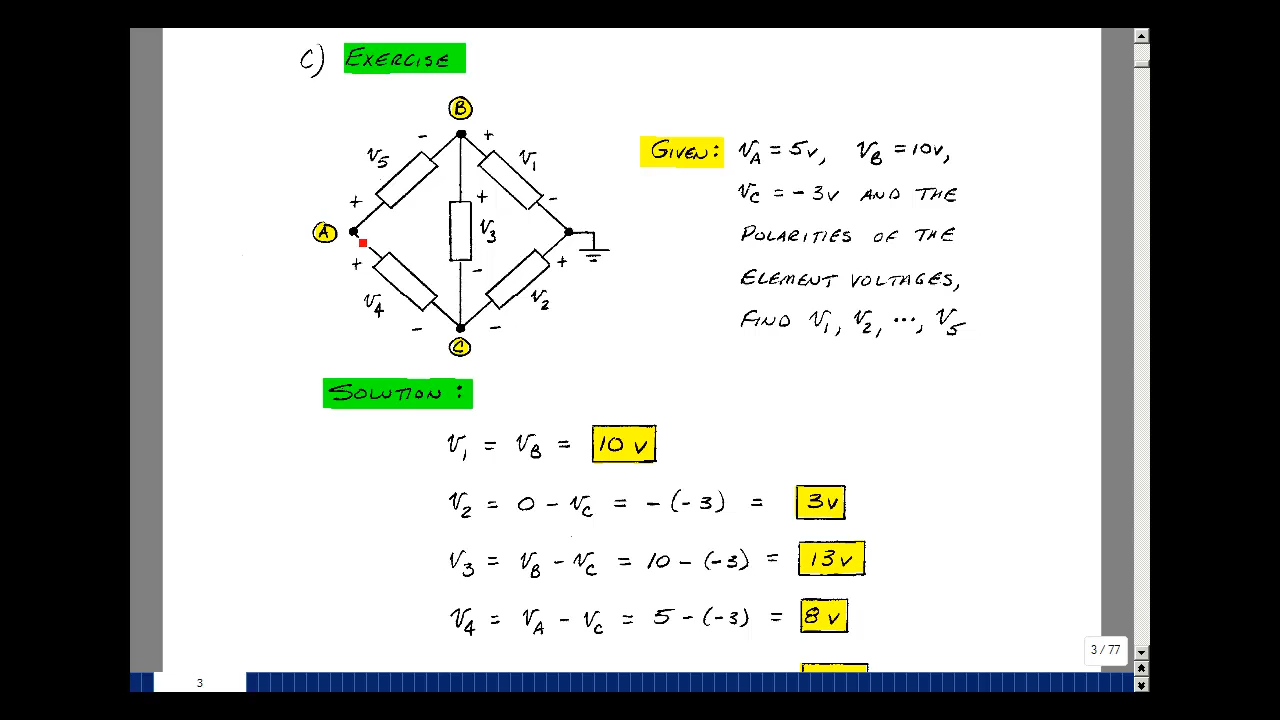 C) EXERCISE
B
- +
V5 V1
+ + -
A V3
+ - +
V4 V2
- -
C
GIVEN: VA = 5V, VB = 10V,
VC = -3V AND THE
POLARITIES OF THE
ELEMENT VOLTAGES,
FIND V1, V2, ..., V5
SOLUTION:
V1 = VB = 10 V
V2 = 0 - VC = -(-3) = 3V
V3 = VB - VC = 10 - (-3) = 13V
V4 = VA - VC = 5 - (-3) = 8 V
3 / 77
3